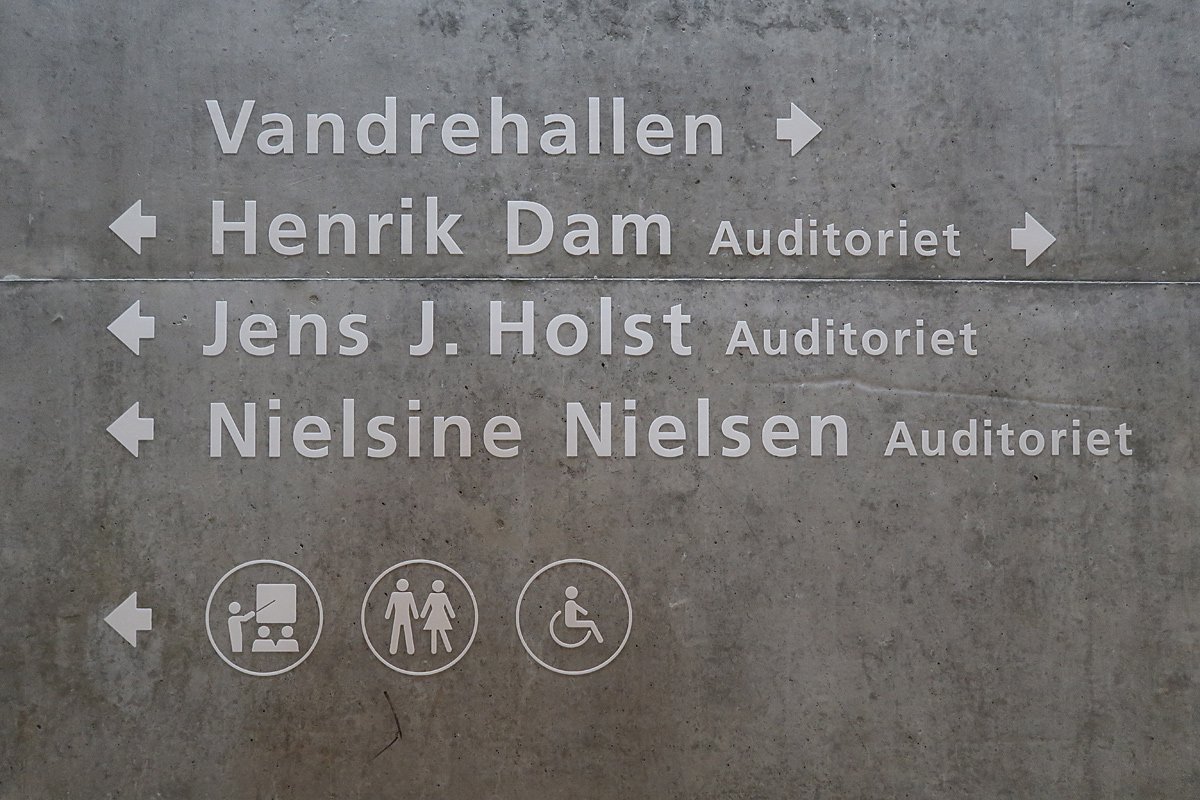 Vandrehallen
Henrik Dam Auditoriet
Jens J. Holst Auditoriet
Nielsine Nielsen Auditoriet